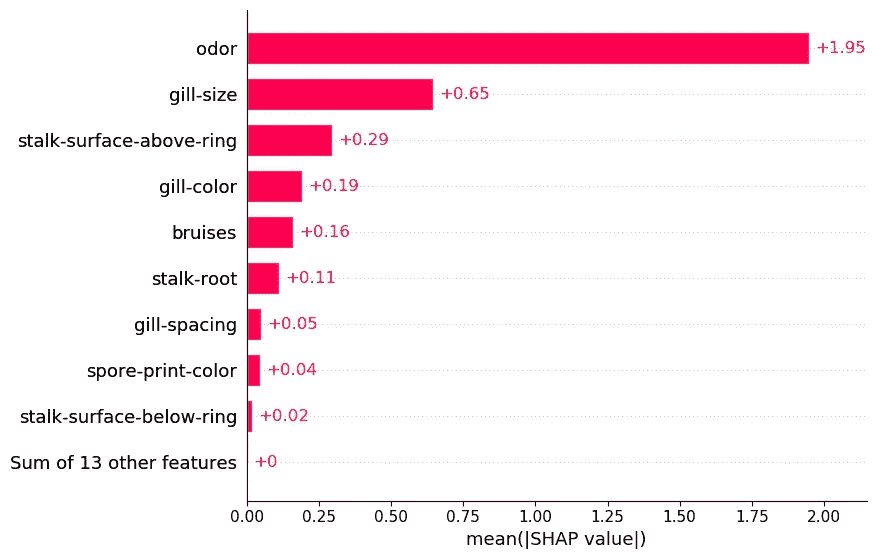 odor +1.95
gill-size +0.65
stalk-surface-above-ring +0.29
gill-color +0.19
bruises +0.16
stalk-root +0.11
gill-spacing +0.05
spore-print-color +0.04
stalk-surface-below-ring +0.02
Sum of 13 other features +0
0.00 0.25 0.50 0.75 1.00 1.25 1.50 1.75 2.00
mean(|SHAP value|)